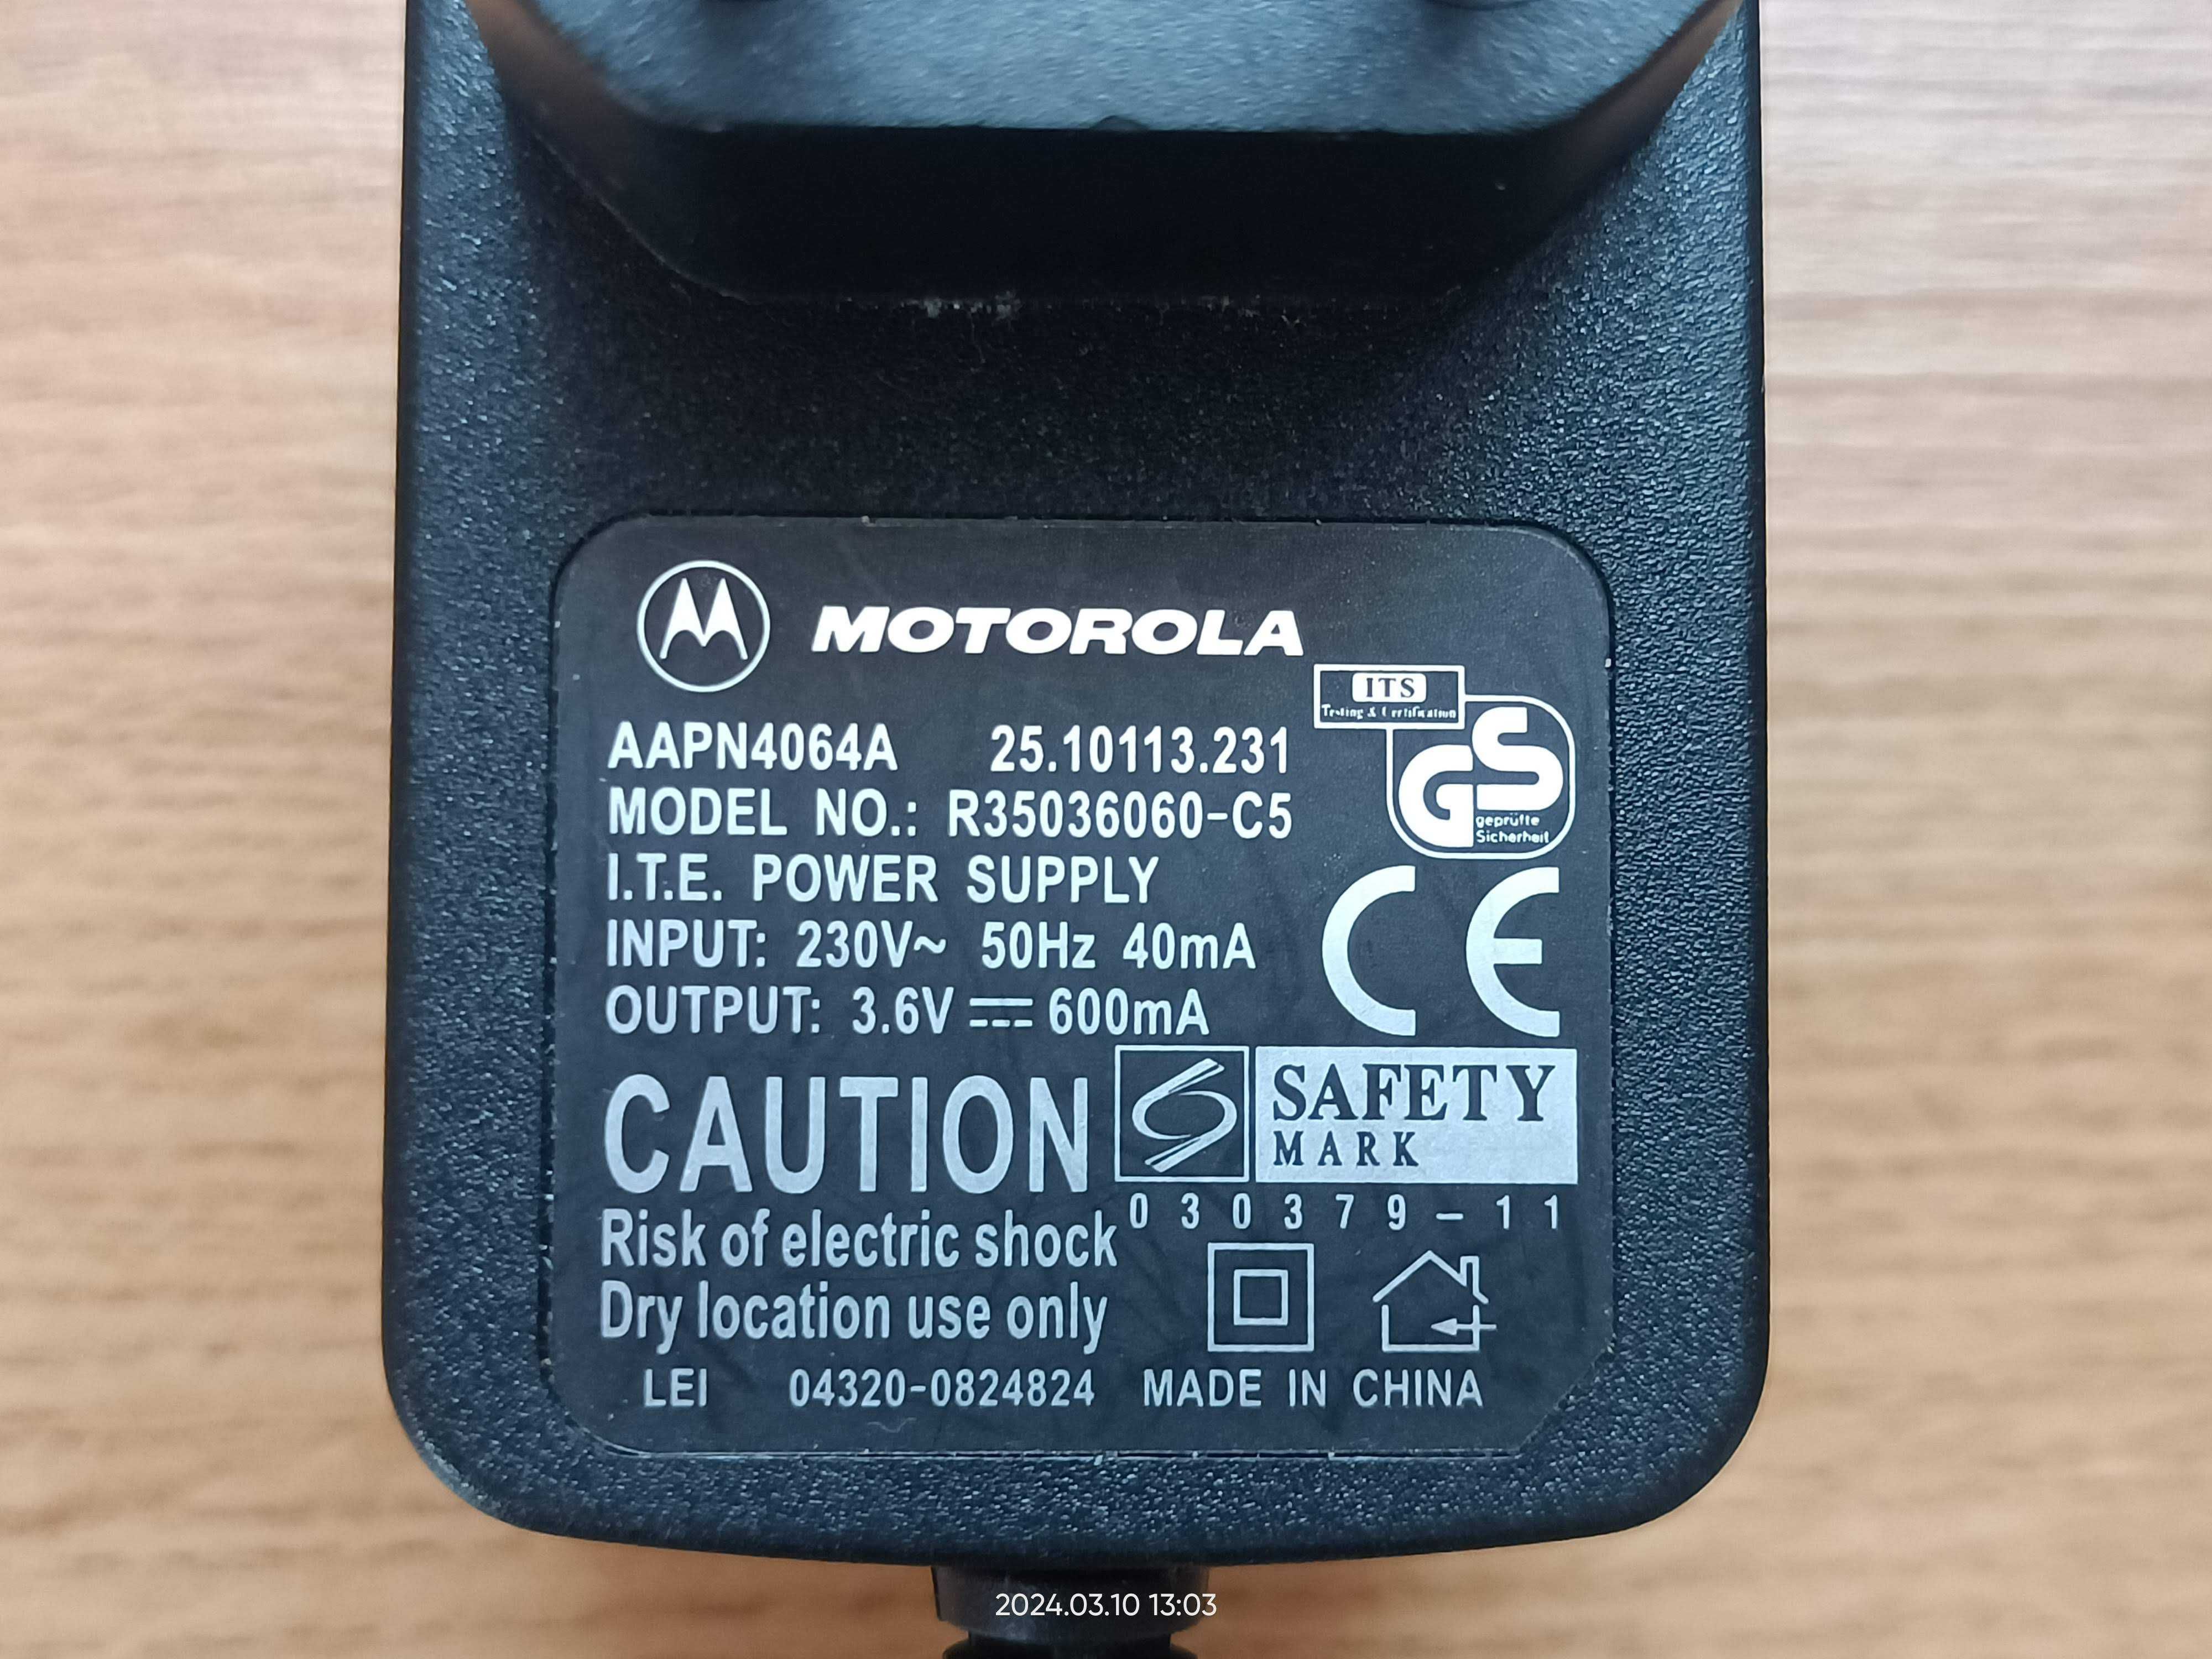 MOTOROLA
ITS
Testing & Certification
AAPN4064A 25.10113.231
GS
geprüfte
Sicherheit
MODEL NO.: R35036060-C5
I.T.E. POWER SUPPLY
INPUT: 230V~ 50Hz 40mA
OUTPUT: 3.6V ⎓ 600mA
CE
CAUTION
SAFETY
MARK
030379-11
Risk of electric shock
Dry location use only
LEI 04320-0824824 MADE IN CHINA
2024.03.10 13:03